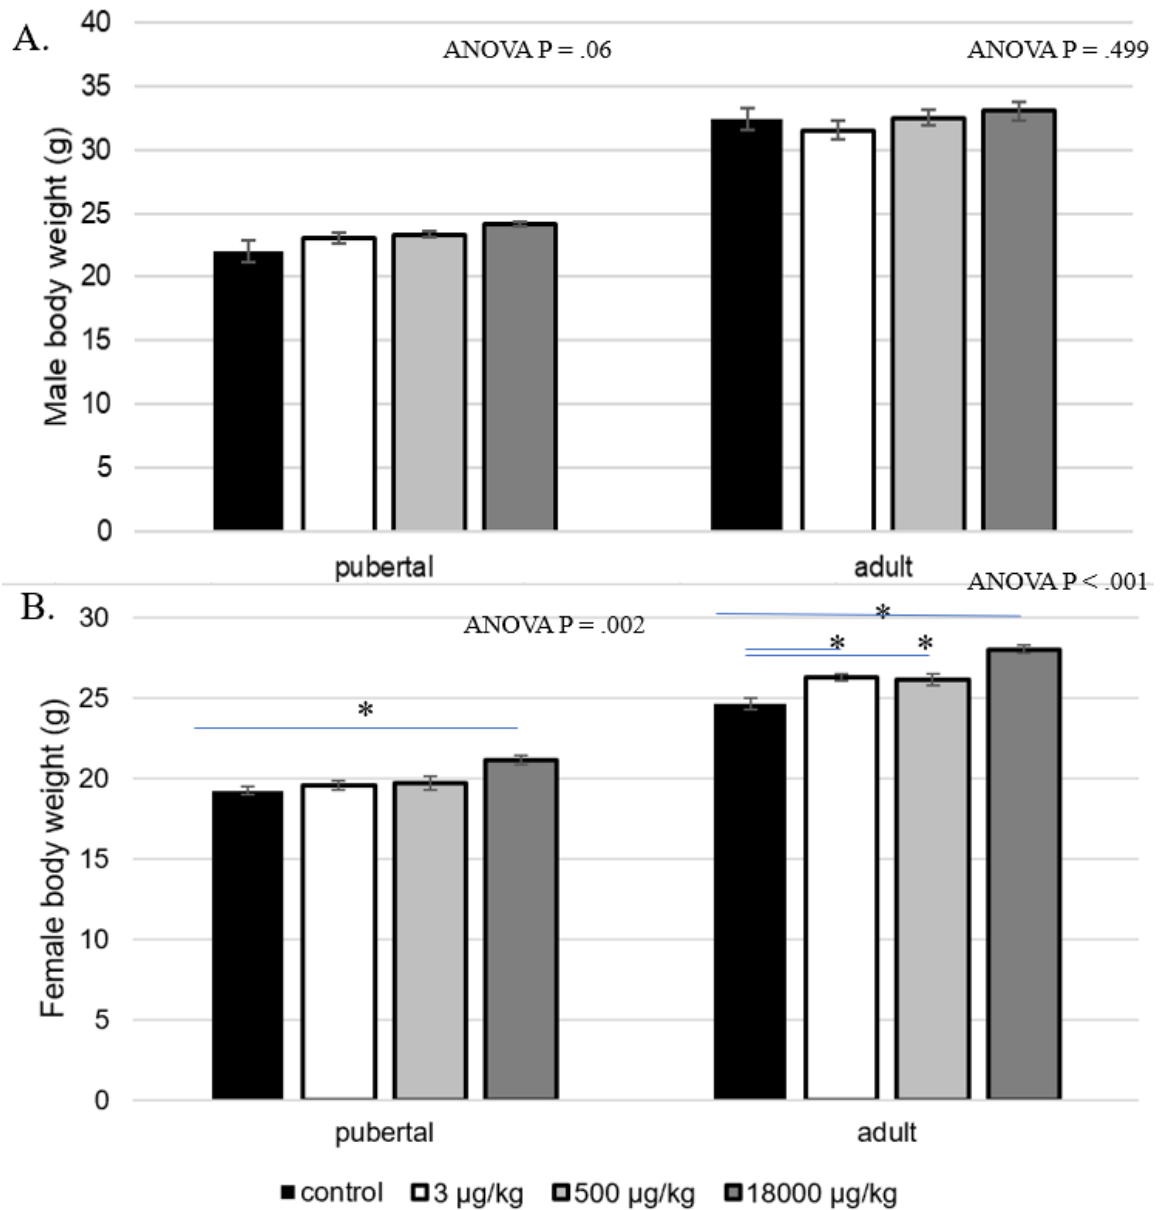 A.
ANOVA P = .06
ANOVA P = .499
Male body weight (g)
40
35
30
25
20
15
10
5
0
pubertal
adult
B.
ANOVA P = .002
ANOVA P < .001
Female body weight (g)
30
25
20
15
10
5
0
*
*
* *
pubertal
adult
control 3 µg/kg 500 µg/kg 18000 µg/kg